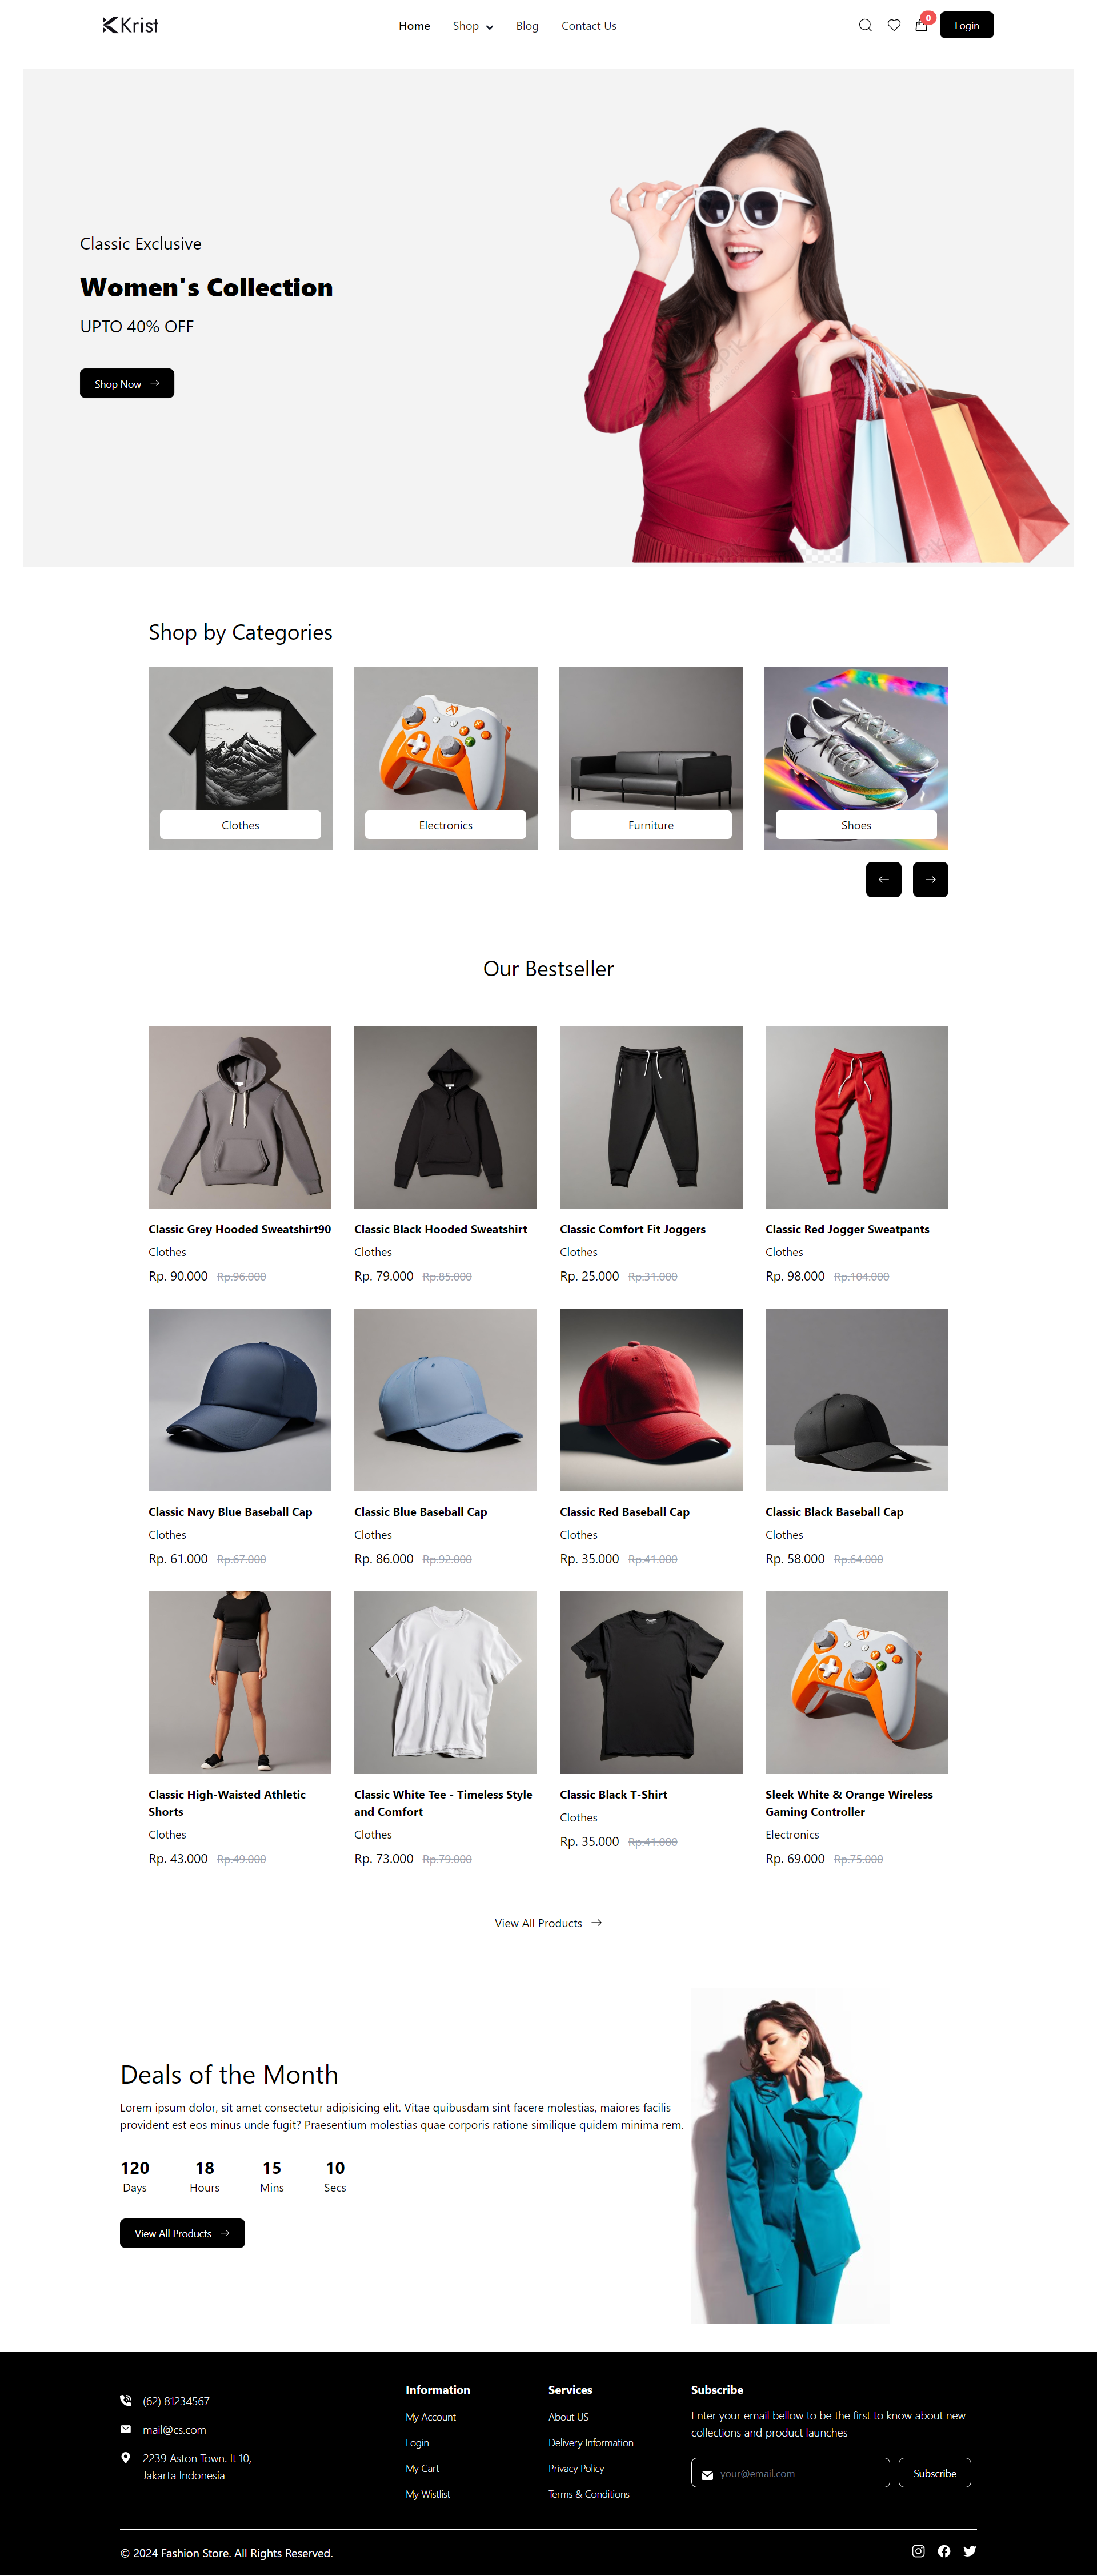 Krist
Home Shop Blog Contact Us
0
Login
Classic Exclusive
Women's Collection
UPTO 40% OFF
Shop Now
Shop by Categories
Clothes
Electronics
Furniture
Shoes
Our Bestseller
Classic Grey Hooded Sweatshirt90
Clothes
Rp. 90.000 Rp.96.000
Classic Black Hooded Sweatshirt
Clothes
Rp. 79.000 Rp.85.000
Classic Comfort Fit Joggers
Clothes
Rp. 25.000 Rp.31.000
Classic Red Jogger Sweatpants
Clothes
Rp. 98.000 Rp.104.000
Classic Navy Blue Baseball Cap
Clothes
Rp. 61.000 Rp.67.000
Classic Blue Baseball Cap
Clothes
Rp. 86.000 Rp.92.000
Classic Red Baseball Cap
Clothes
Rp. 35.000 Rp.41.000
Classic Black Baseball Cap
Clothes
Rp. 58.000 Rp.64.000
Classic High-Waisted Athletic
Shorts
Clothes
Rp. 43.000 Rp.49.000
Classic White Tee - Timeless Style
and Comfort
Clothes
Rp. 73.000 Rp.79.000
Classic Black T-Shirt
Clothes
Rp. 35.000 Rp.41.000
Sleek White & Orange Wireless
Gaming Controller
Electronics
Rp. 69.000 Rp.75.000
View All Products
Deals of the Month
Lorem ipsum dolor, sit amet consectetur adipisicing elit. Vitae quibusdam sint facere molestias, maiores facilis
provident est eos minus unde fugit? Praesentium molestias quae corporis ratione similique quidem minima rem.
120 18 15 10
Days Hours Mins Secs
View All Products
(62) 81234567
mail@cs.com
2239 Aston Town. lt 10,
Jakarta Indonesia
Information
My Account
Login
My Cart
My Wistlist
Services
About US
Delivery Information
Privacy Policy
Terms & Conditions
Subscribe
Enter your email bellow to be the first to know about new
collections and product launches
your@email.com
Subscribe
© 2024 Fashion Store. All Rights Reserved.